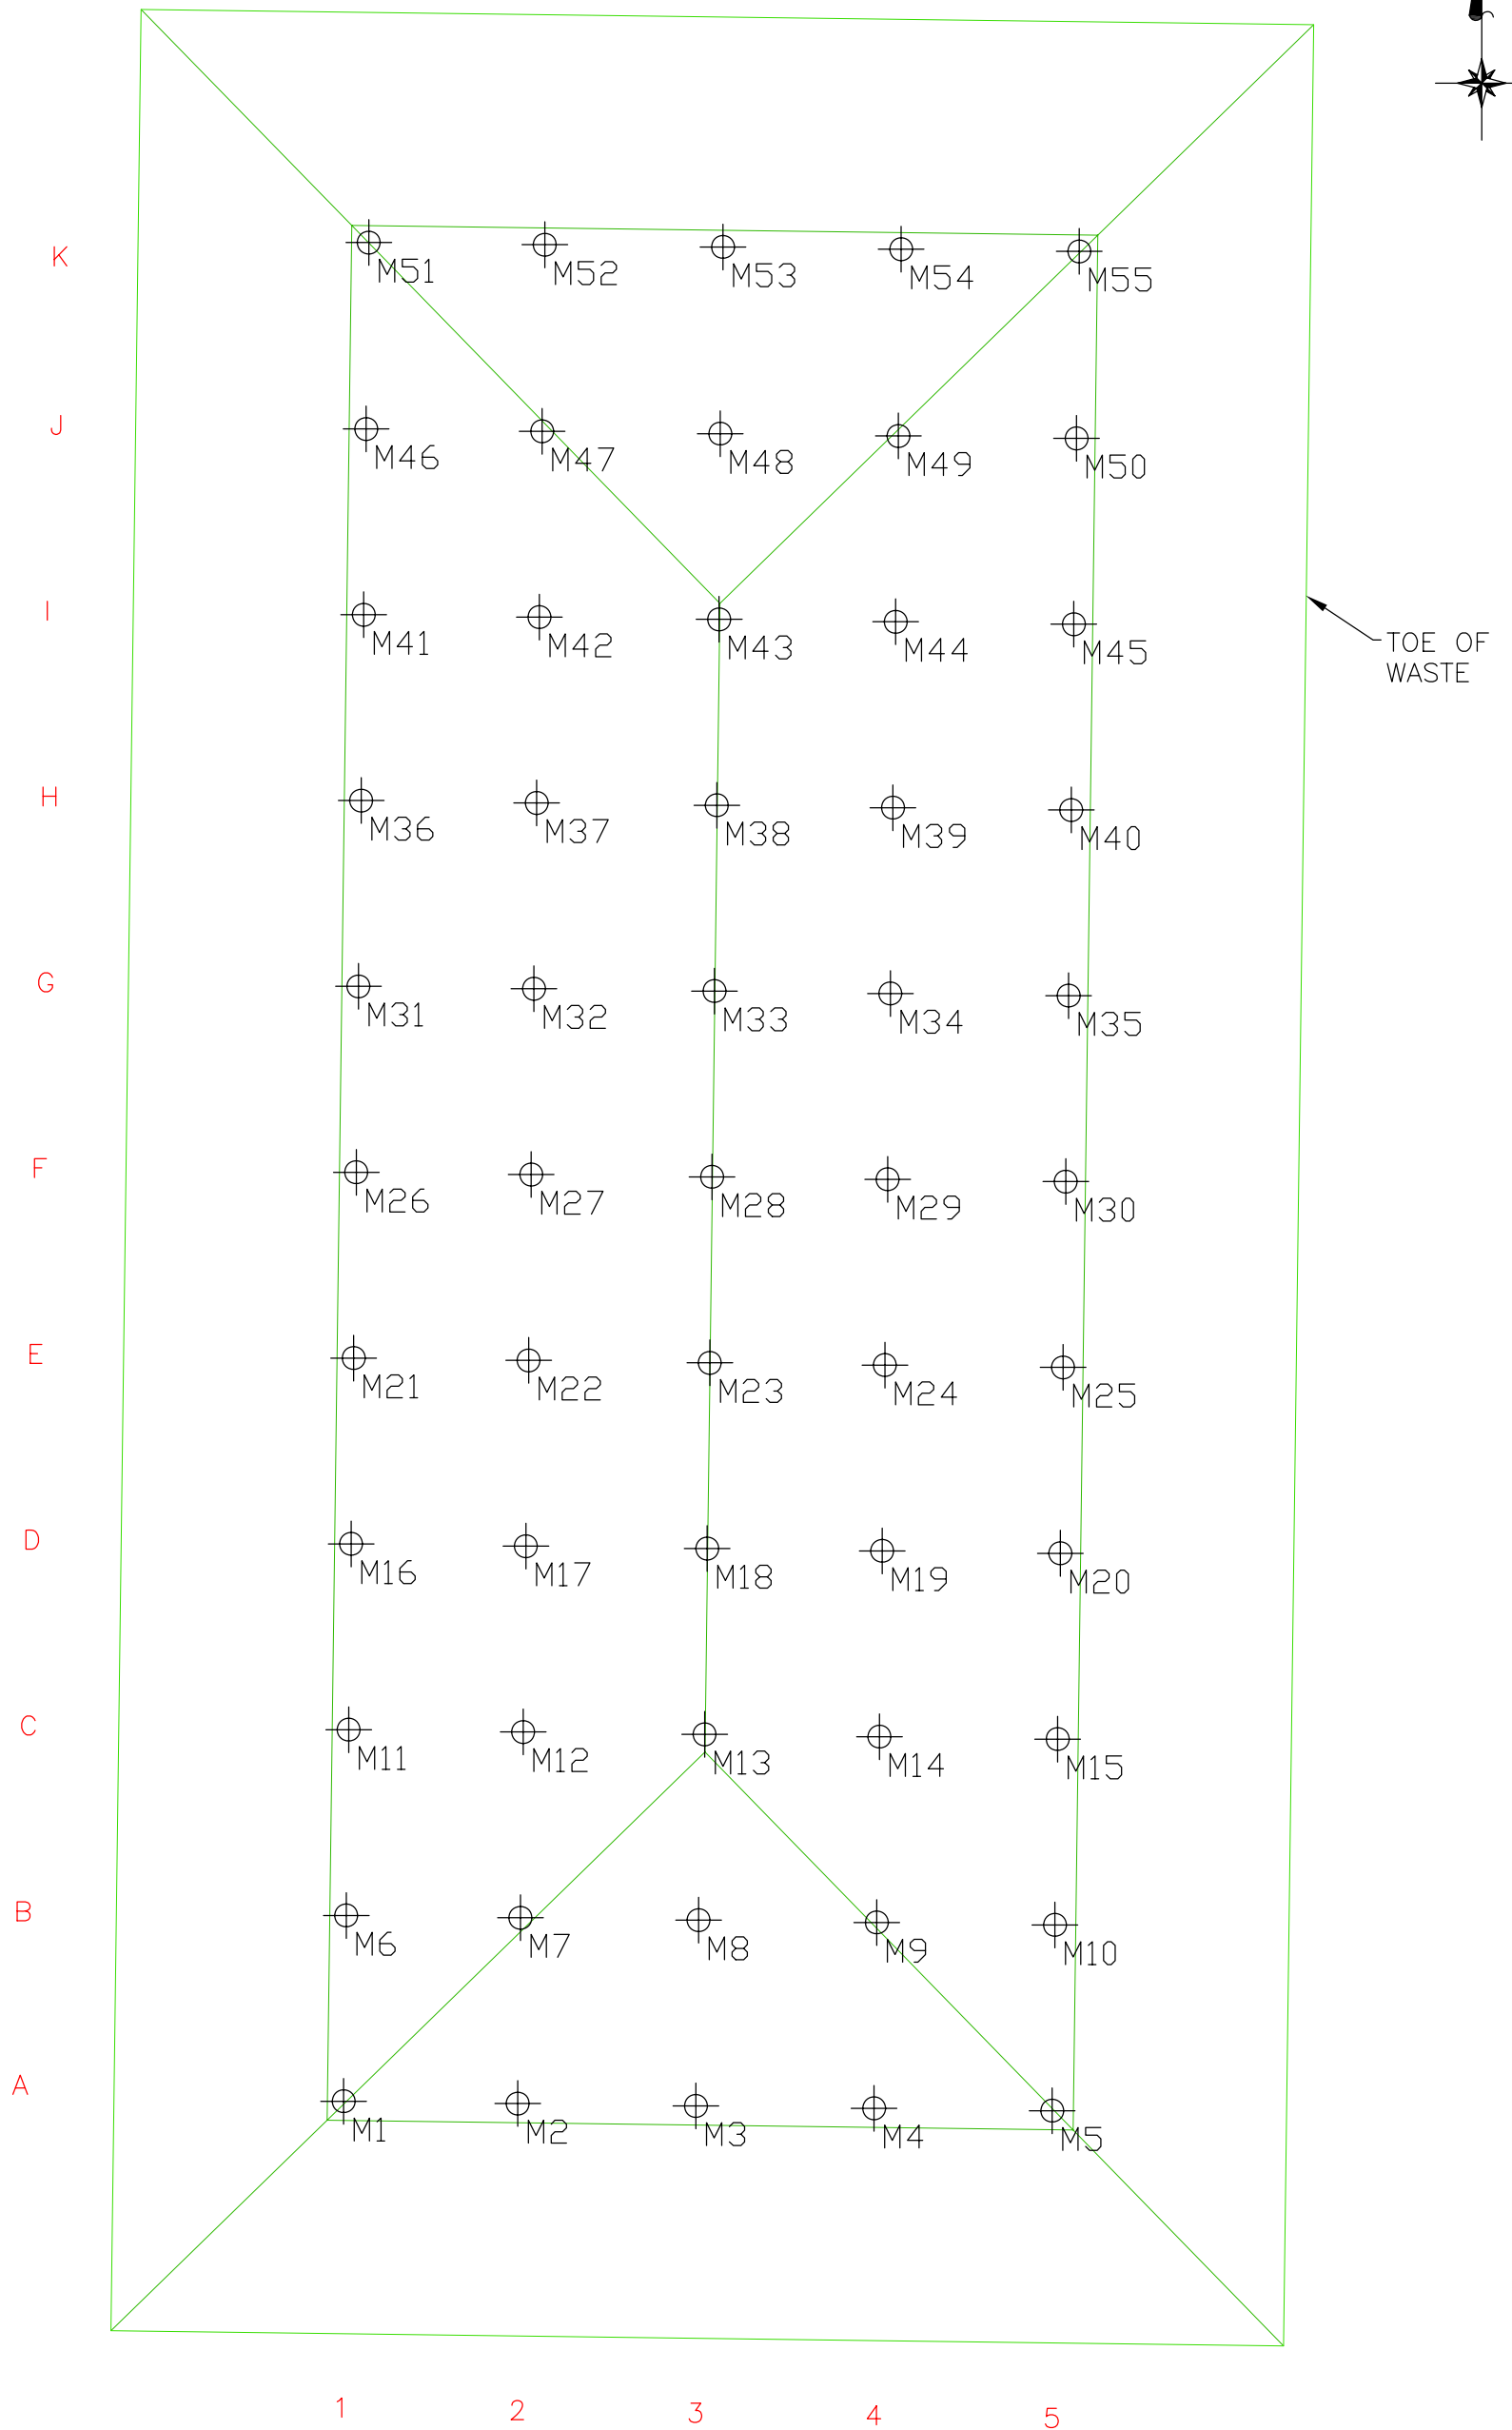 K
M51 M52 M53 M54 M55
J
M46 M47 M48 M49 M50
I
M41 M42 M43 M44 M45
TOE OF
WASTE
H
M36 M37 M38 M39 M40
G
M31 M32 M33 M34 M35
F
M26 M27 M28 M29 M30
E
M21 M22 M23 M24 M25
D
M16 M17 M18 M19 M20
C
M11 M12 M13 M14 M15
B
M6 M7 M8 M9 M10
A
M1 M2 M3 M4 M5
1 2 3 4 5